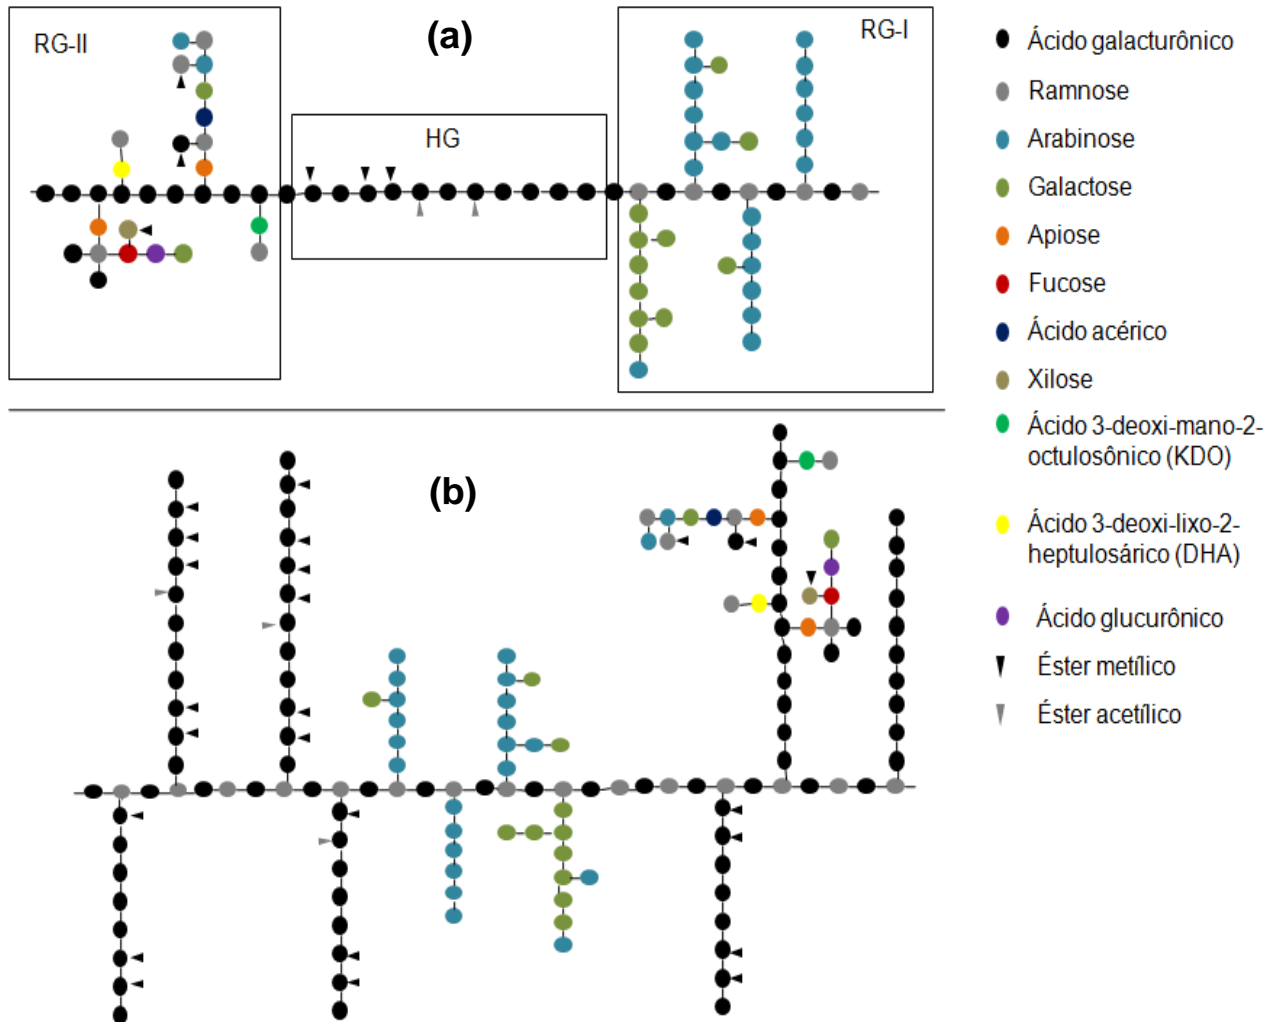 RG-II
(a)
RG-I
HG
(b)
Ácido galacturônico
Ramnose
Arabinose
Galactose
Apiose
Fucose
Ácido acérico
Xilose
Ácido 3-deoxi-mano-2-
octulosônico (KDO)
Ácido 3-deoxi-lixo-2-
heptulosárico (DHA)
Ácido glucurônico
Éster metílico
Éster acetílico